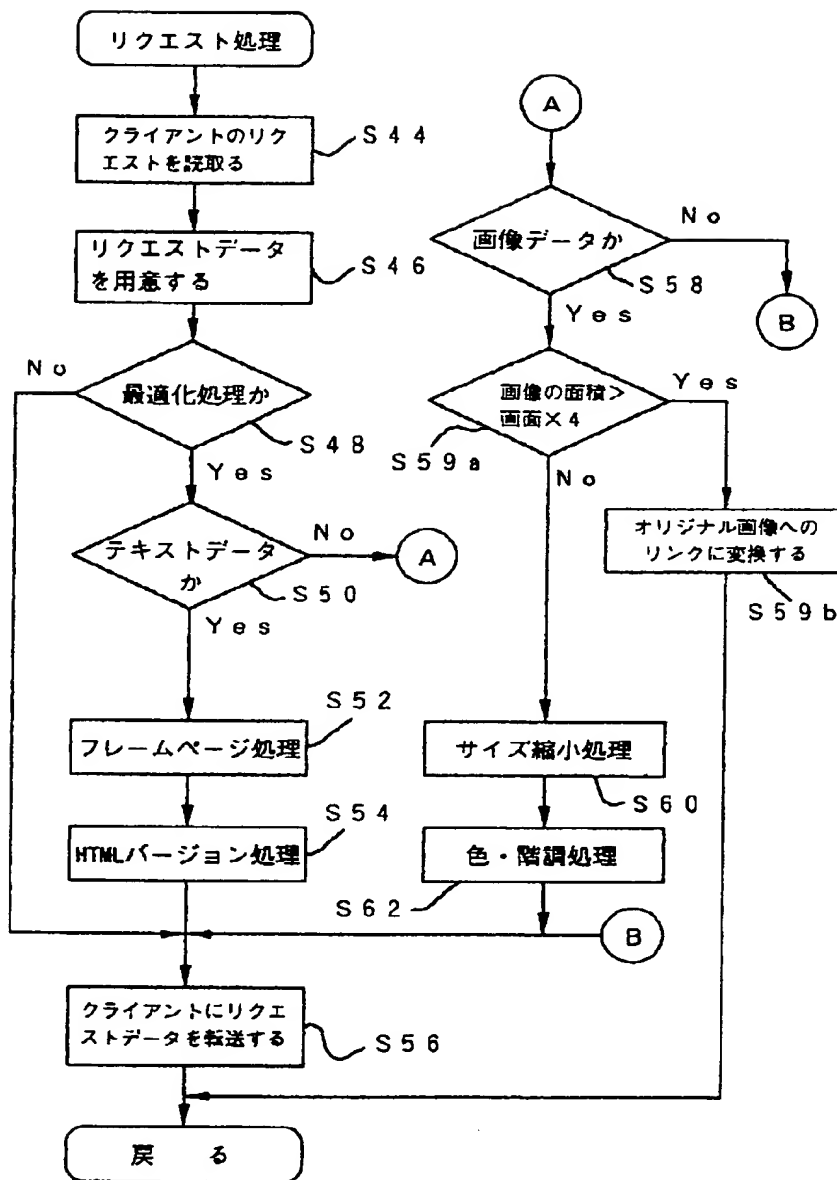 リクエスト処理
クライアントのリク
エストを読取る
S44
リクエストデータ
を用意する
S46
No
最適化処理か
S48
Yes
テキストデータ
か
No
A
S50
Yes
フレームページ処理
S52
HTMLバージョン処理
S54
クライアントにリクエ
ストデータを転送する
S56
戻る
A
画像データか
No
S58
B
Yes
画像の面積>
画面×4
Yes
S59a
No
オリジナル画像への
リンクに変換する
S59b
サイズ縮小処理
S60
色・階調処理
S62
B